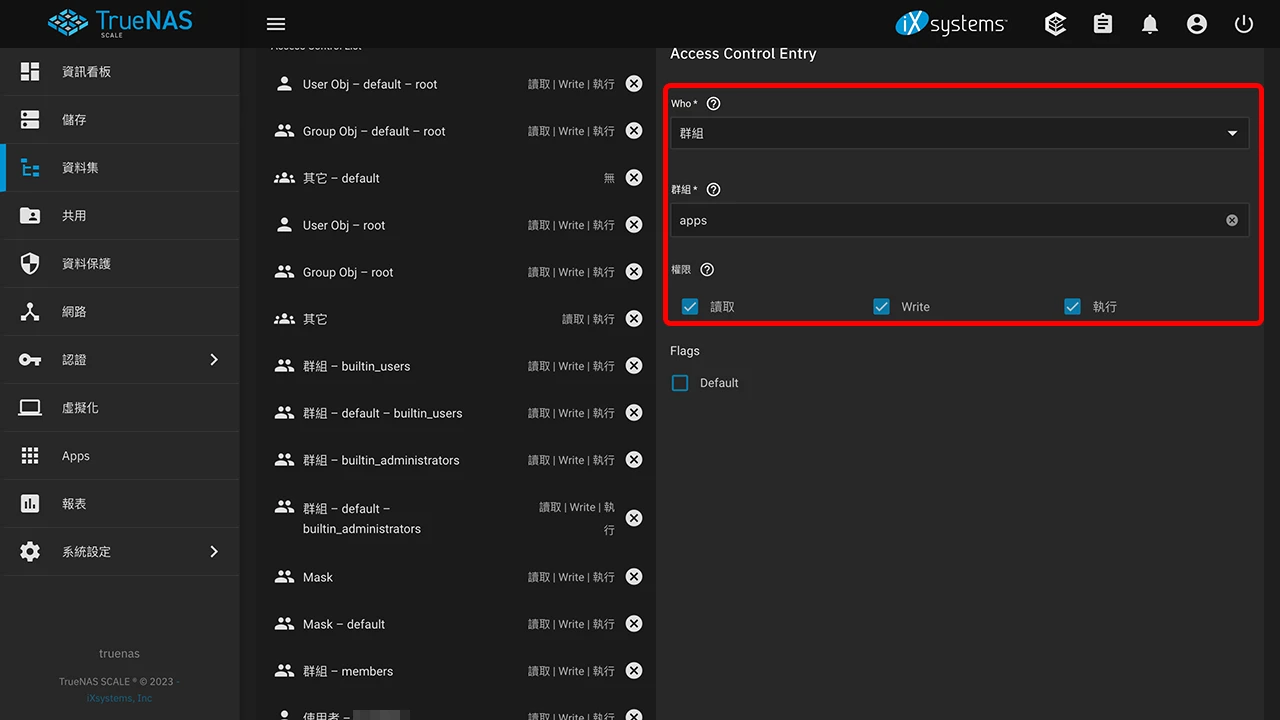 TrueNAS
SCALE
iXsystems
資訊看板
儲存
資料集
共用
資料保護
網路
認證
虛擬化
Apps
報表
系統設定
truenas
TrueNAS SCALE ® © 2023 -
iXsystems, Inc
Access Control List
User Obj – default – root
讀取 | Write | 執行
Group Obj – default – root
讀取 | Write | 執行
其它 – default
無
User Obj – root
讀取 | Write | 執行
Group Obj – root
讀取 | Write | 執行
其它
讀取 | 執行
群組 – builtin_users
讀取 | Write | 執行
群組 – default – builtin_users
讀取 | Write | 執行
群組 – builtin_administrators
讀取 | Write | 執行
群組 – default –
builtin_administrators
讀取 | Write | 執
行
Mask
讀取 | Write | 執行
Mask – default
讀取 | Write | 執行
群組 – members
讀取 | Write | 執行
使用者 –
讀取 | Write | 執行
Access Control Entry
Who *
群組
群組 *
apps
權限
讀取
Write
執行
Flags
Default